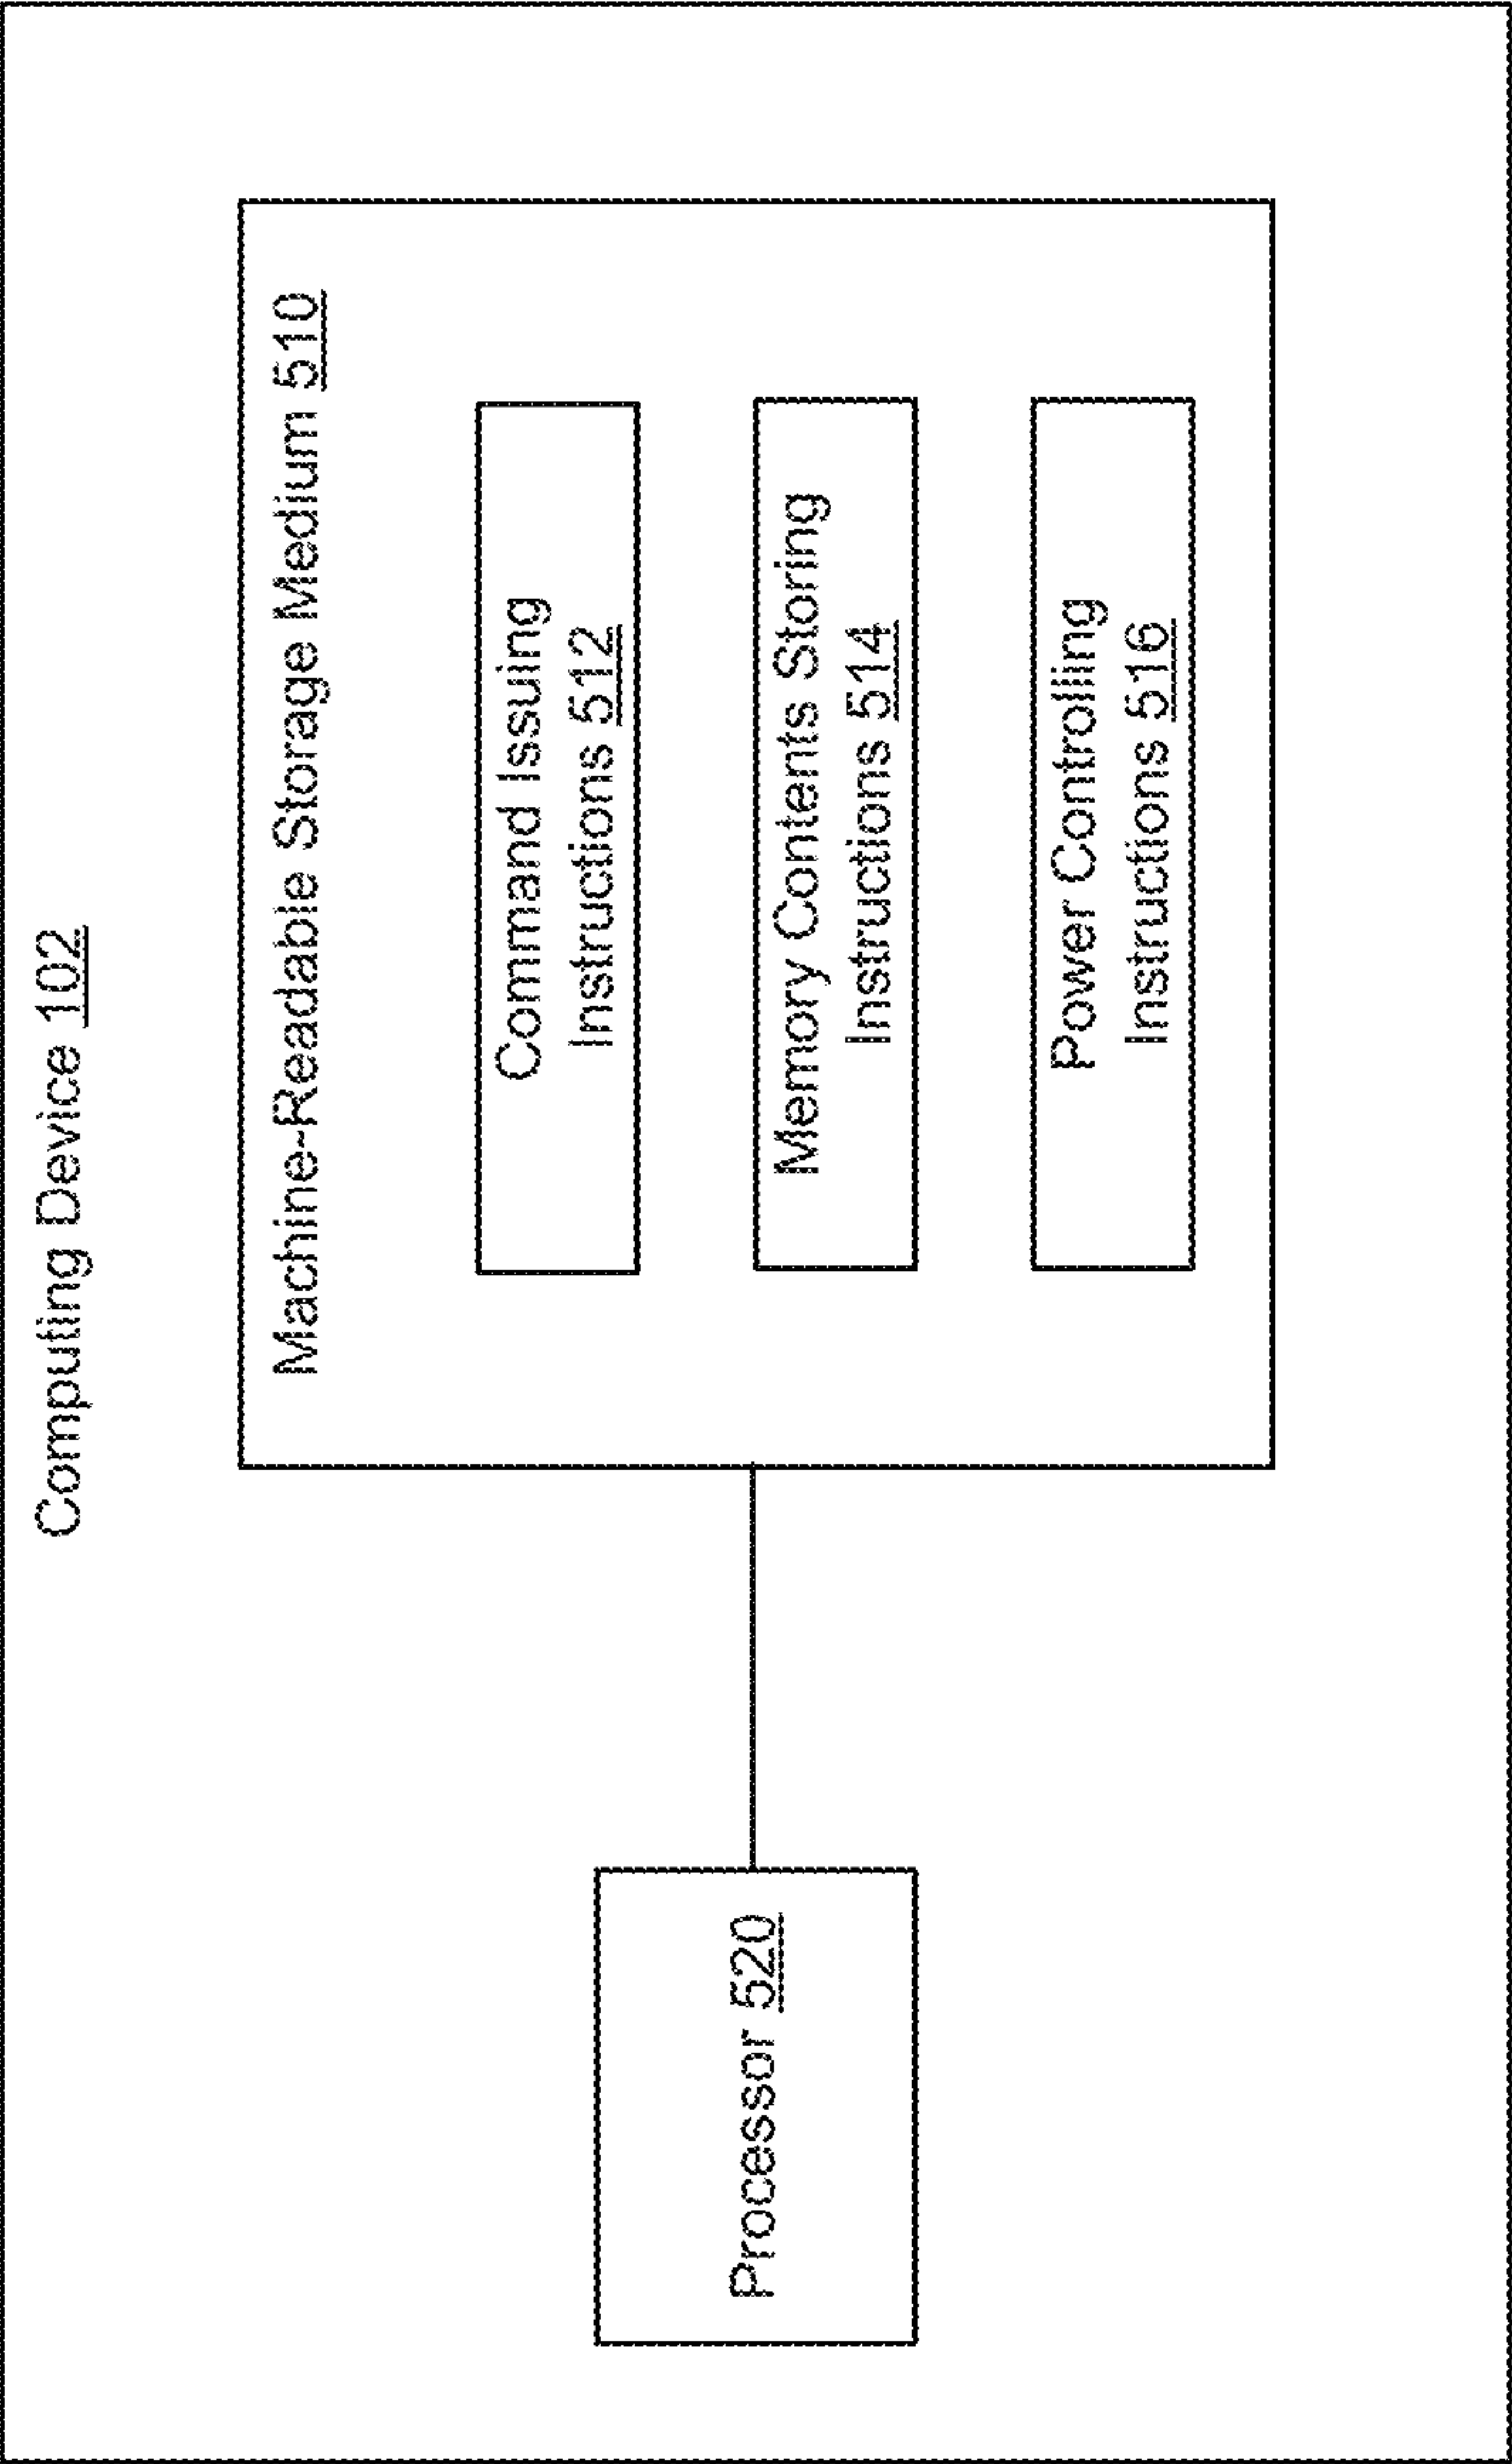 Computing Device 102
Machine-Readable Storage Medium 510
Command Issuing
Instructions 512
Memory Contents Storing
Instructions 514
Power Controlling
Instructions 516
Processor 520